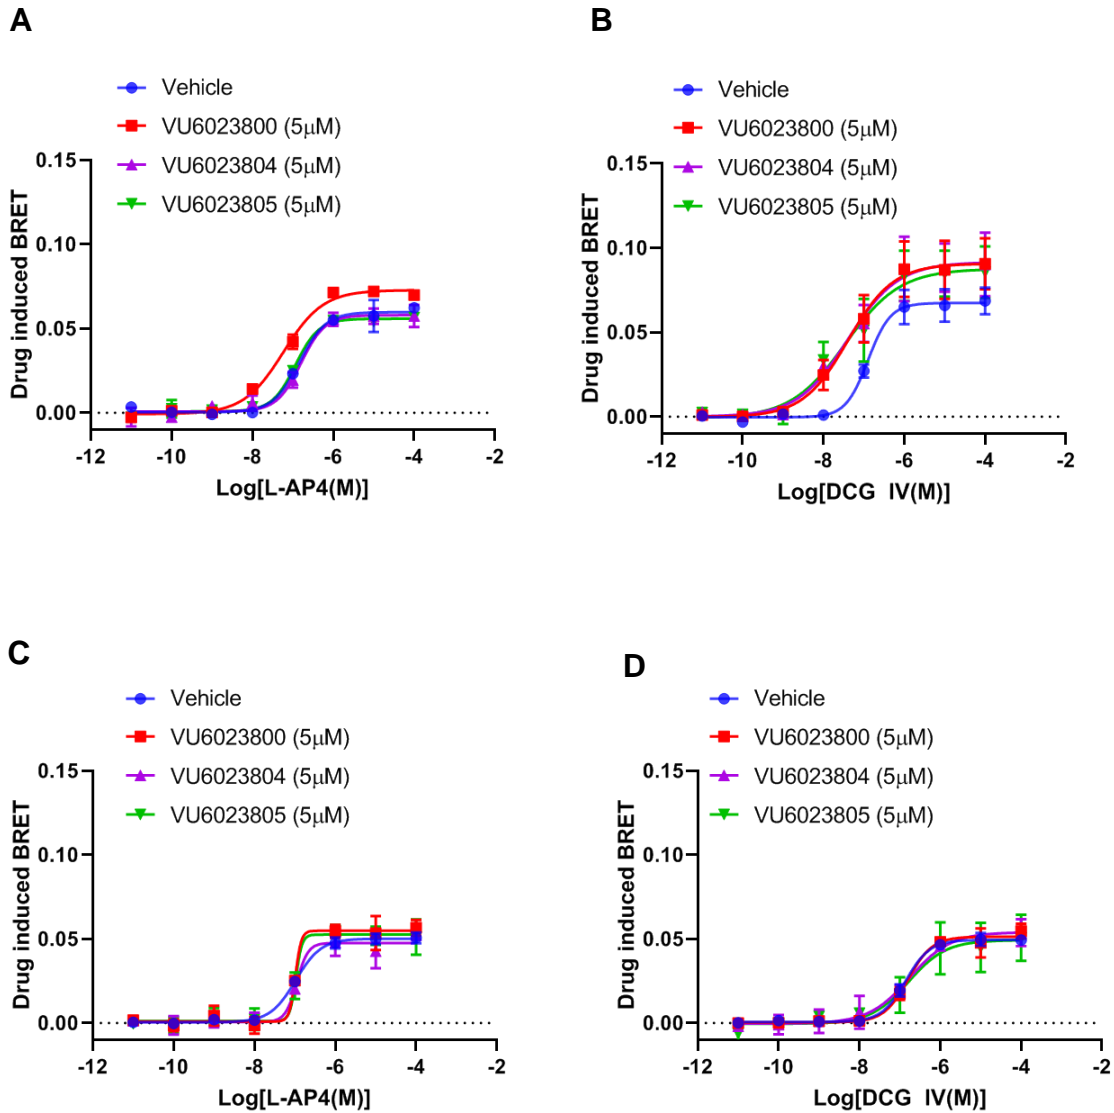 A
Vehicle
VU6023800 (5μM)
VU6023804 (5μM)
VU6023805 (5μM)
Drug induced BRET
0.15
0.10
0.05
0.00
-12 -10 -8 -6 -4 -2
Log[L-AP4(M)]
B
Vehicle
VU6023800 (5μM)
VU6023804 (5μM)
VU6023805 (5μM)
Drug induced BRET
0.15
0.10
0.05
0.00
-12 -10 -8 -6 -4 -2
Log[DCG IV(M)]
C
Vehicle
VU6023800 (5μM)
VU6023804 (5μM)
VU6023805 (5μM)
Drug induced BRET
0.15
0.10
0.05
0.00
-12 -10 -8 -6 -4 -2
Log[L-AP4(M)]
D
Vehicle
VU6023800 (5μM)
VU6023804 (5μM)
VU6023805 (5μM)
Drug induced BRET
0.15
0.10
0.05
0.00
-12 -10 -8 -6 -4 -2
Log[DCG IV(M)]